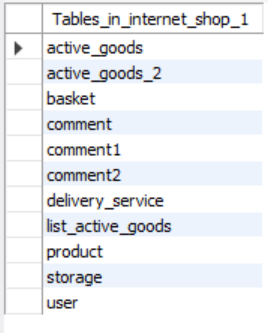 Tables_in_internet_shop_1
active_goods
active_goods_2
basket
comment
comment1
comment2
delivery_service
list_active_goods
product
storage
user